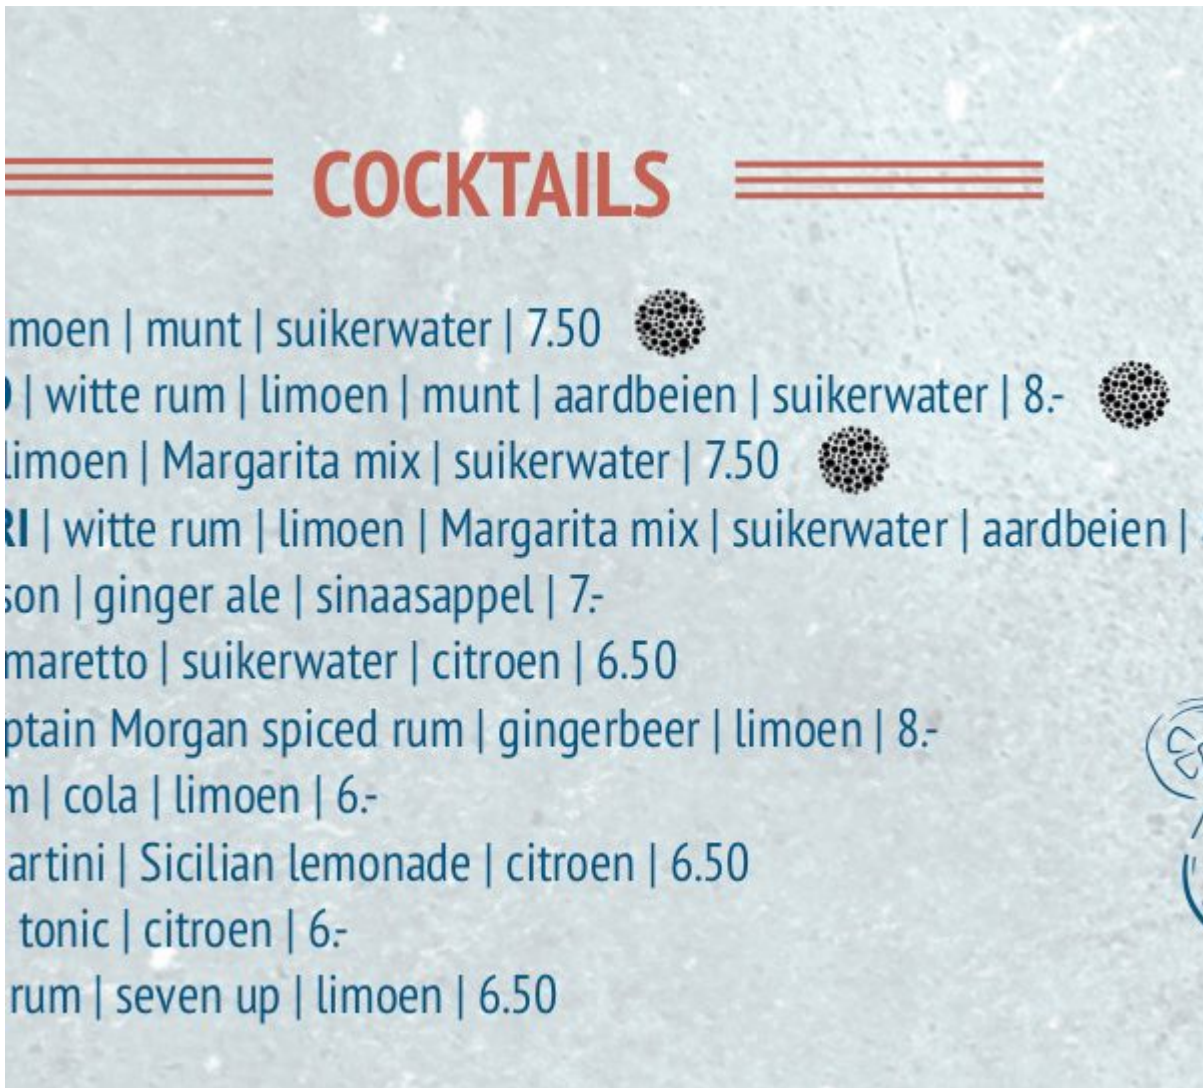 COCKTAILS
moen | munt | suikerwater | 7.50
| witte rum | limoen | munt | aardbeien | suikerwater | 8.-
limoen | Margarita mix | suikerwater | 7.50
RI | witte rum | limoen | Margarita mix | suikerwater | aardbeien |
son | ginger ale | sinaasappel | 7.-
maretto | suikerwater | citroen | 6.50
ptain Morgan spiced rum | gingerbeer | limoen | 8.-
m | cola | limoen | 6.-
artini | Sicilian lemonade | citroen | 6.50
tonic | citroen | 6.-
rum | seven up | limoen | 6.50